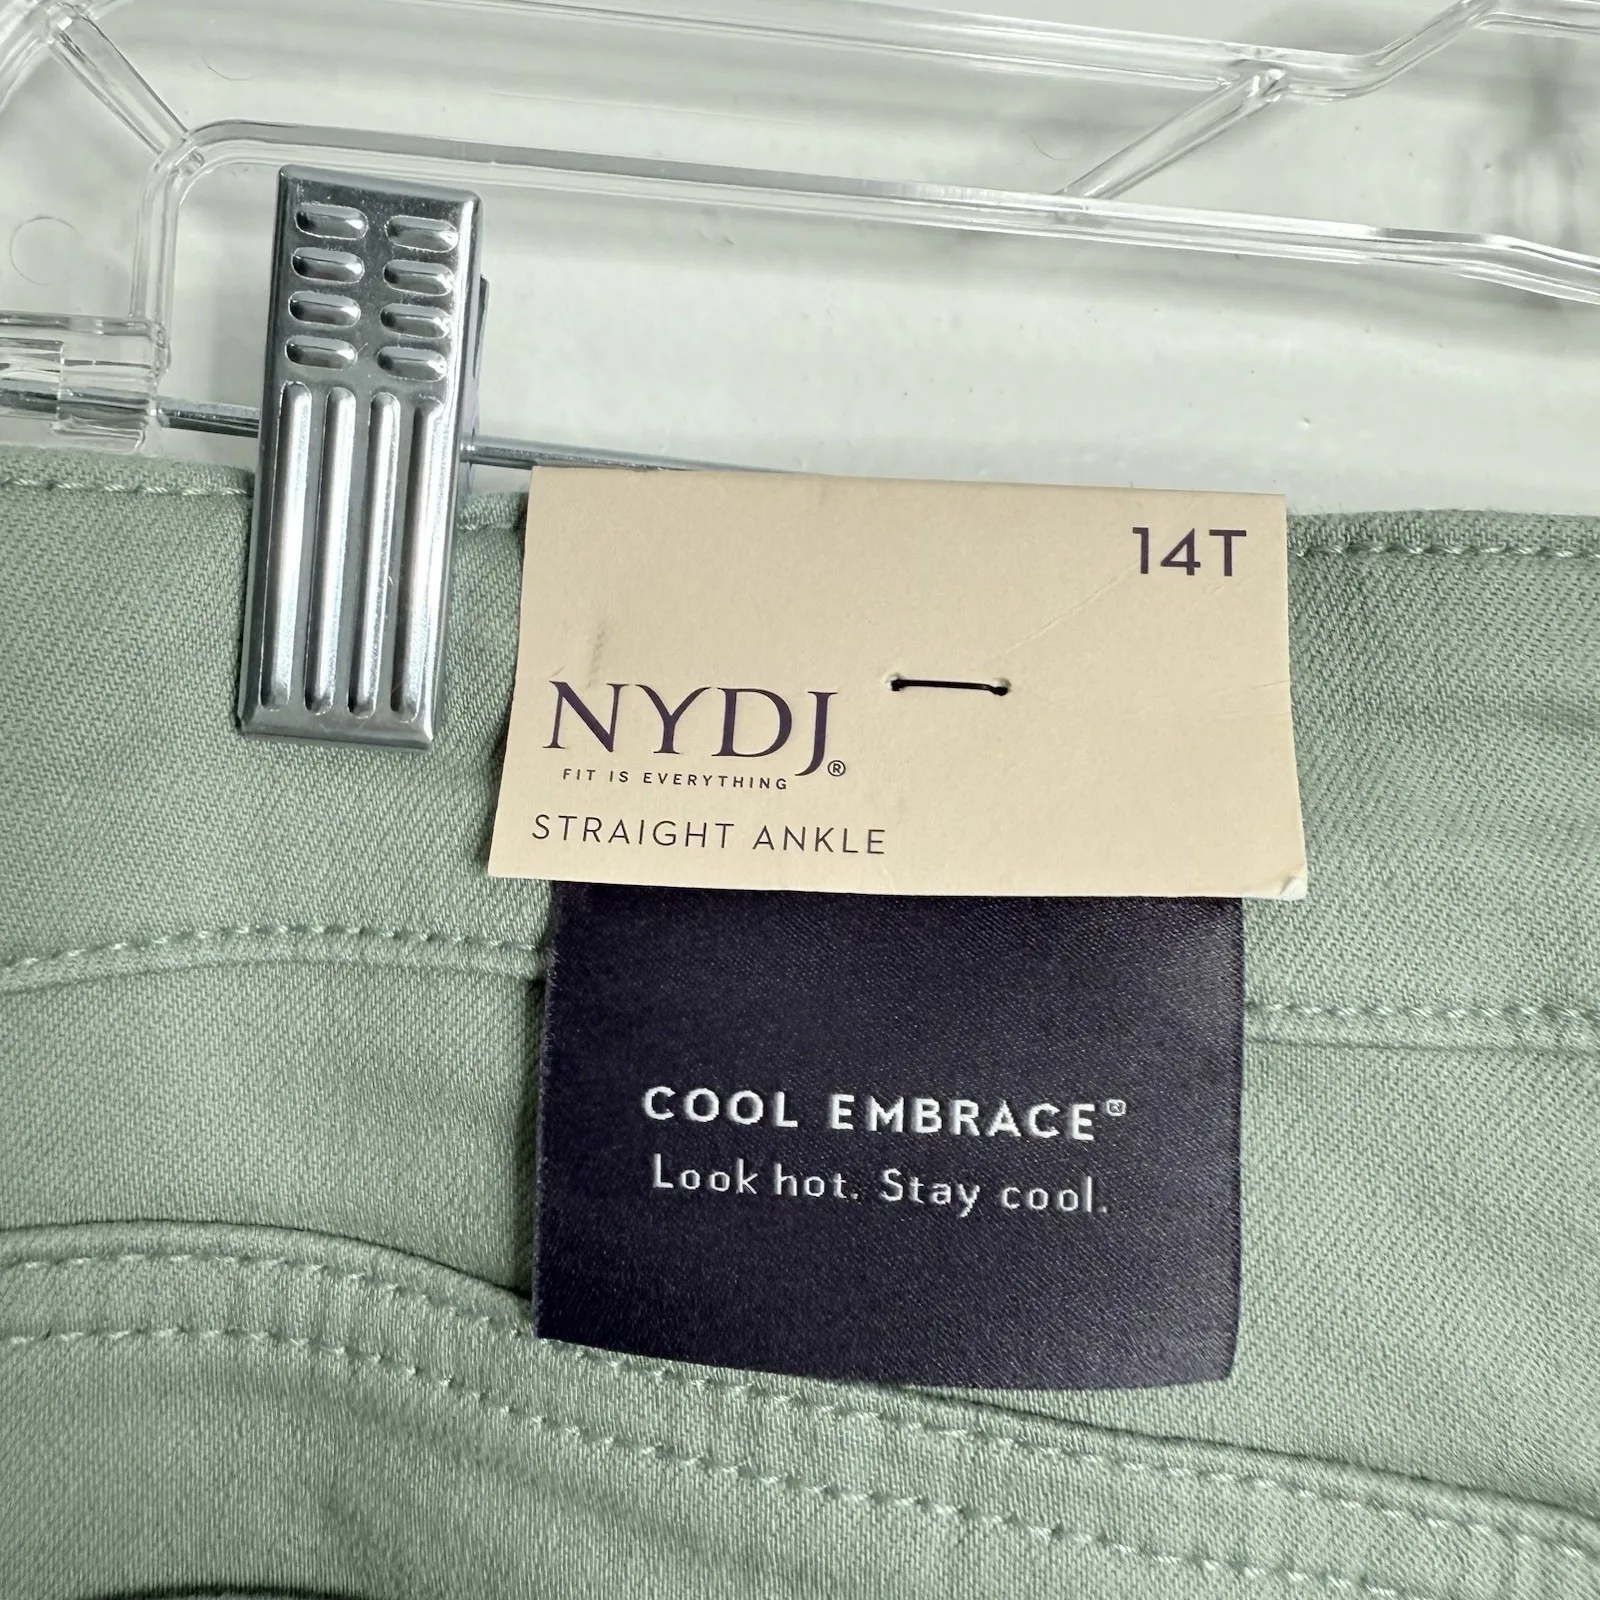 14T
NYDJ®
FIT IS EVERYTHING
STRAIGHT ANKLE
COOL EMBRACE®
Look hot. Stay cool.